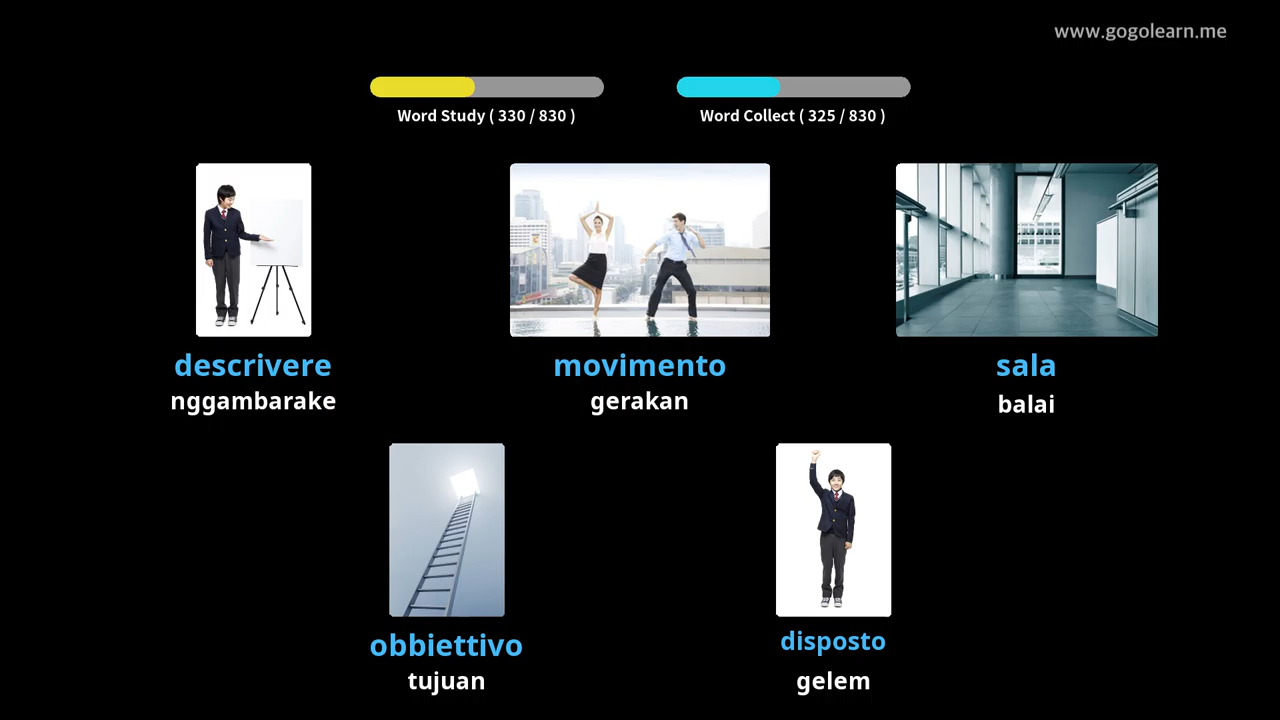 www.gogolearn.me
Word Study ( 330 / 830 )
Word Collect ( 325 / 830 )
descrivere
nggambarake
movimento
gerakan
sala
balai
obbiettivo
tujuan
disposto
gelem